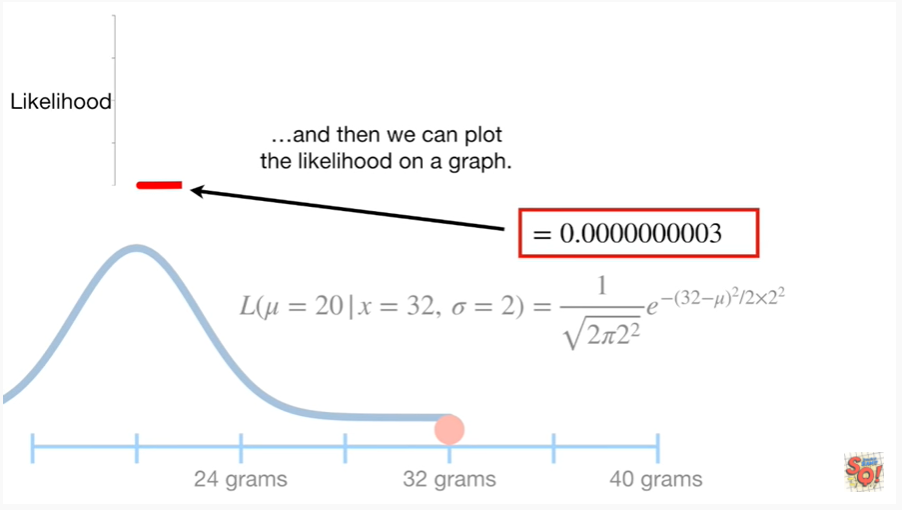 Likelihood
…and then we can plot
the likelihood on a graph.
= 0.0000000003
L(μ = 20 | x = 32, σ = 2) = 1/√(2π2²) e^−(32−μ)²/2×2²
24 grams
32 grams
40 grams
SQ!